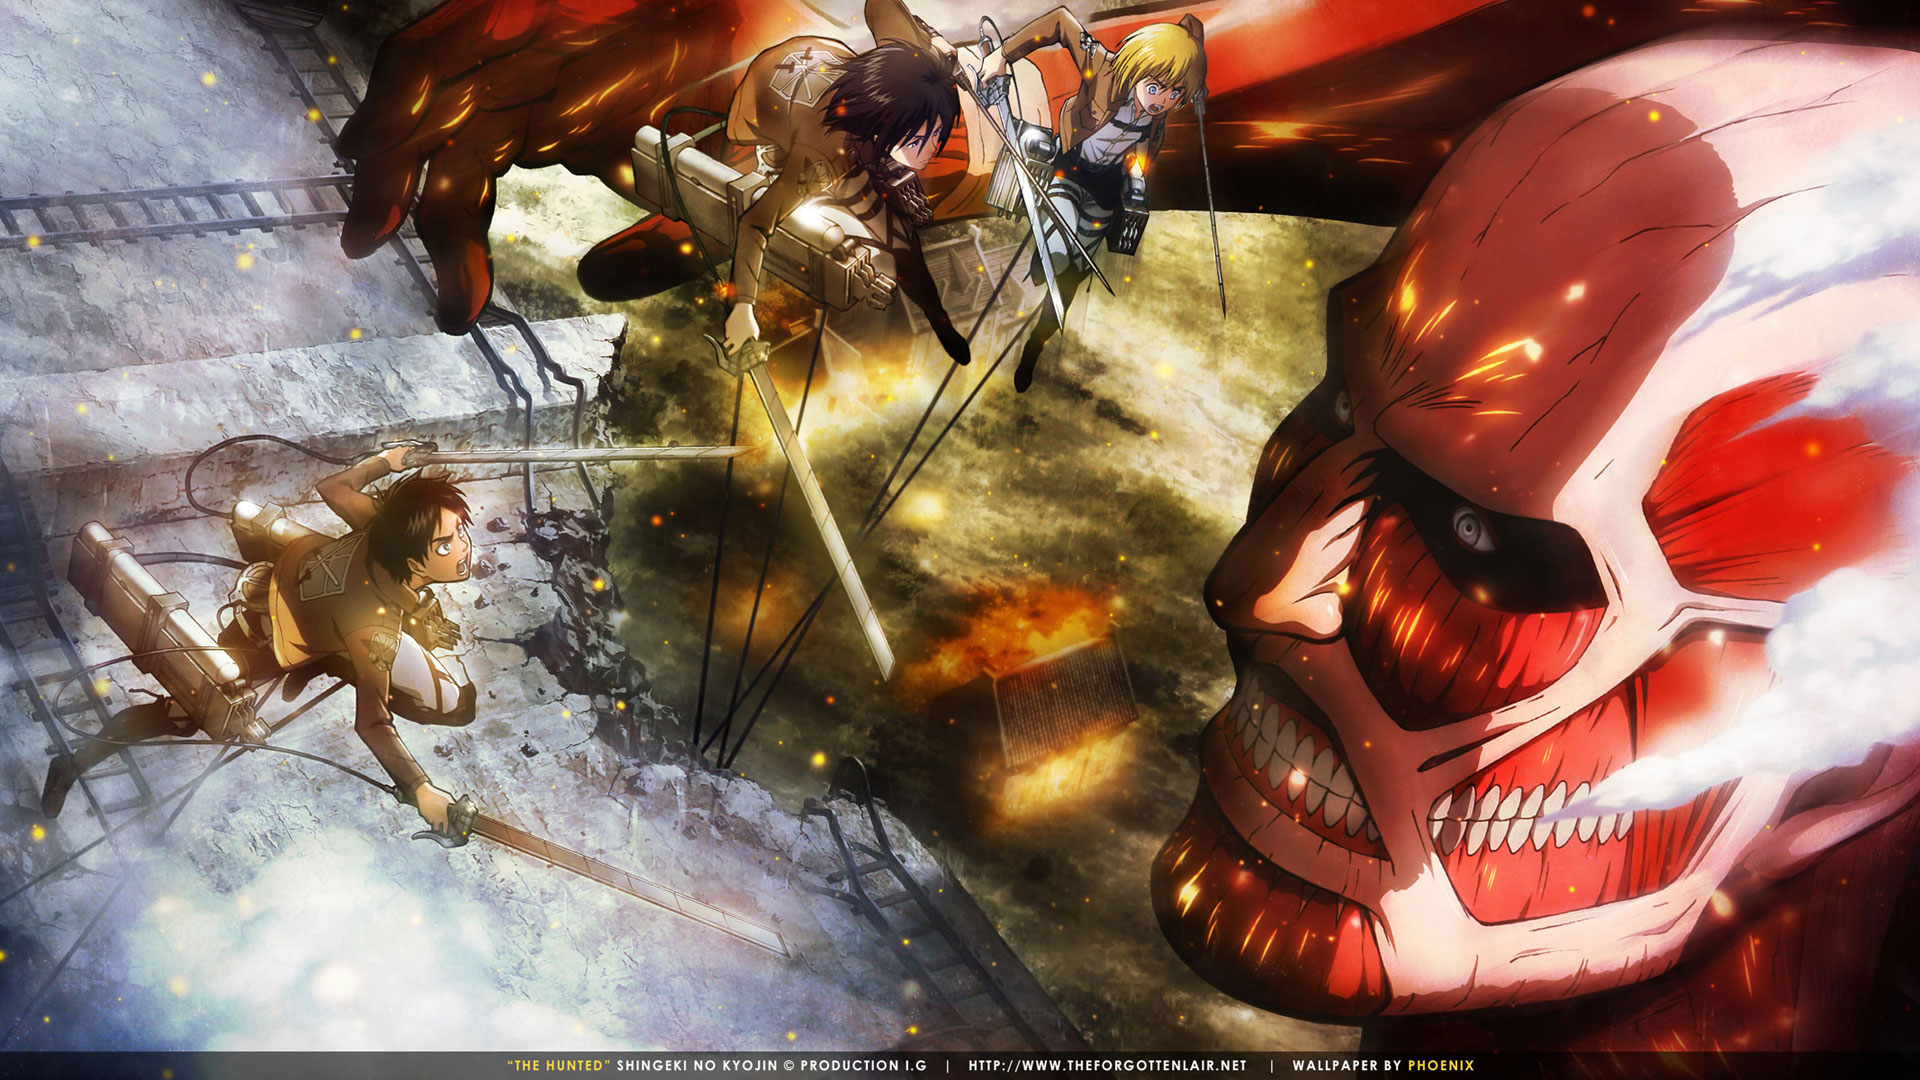 “THE HUNTED” SHINGEKI NO KYOJIN © PRODUCTION I.G | HTTP://WWW.THEFORGOTTENLAIR.NET | WALLPAPER BY PHOENIX